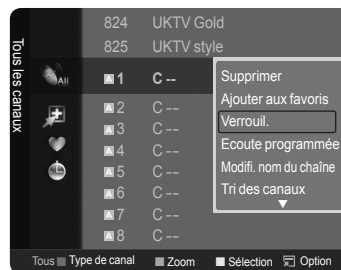 Tous les canaux
824 UKTV Gold
825 UKTV style
All
A 1 C --
A 2 C --
A 3 C --
A 4 C --
A 5 C --
A 6 C --
A 7 C --
A 8 C --
Supprimer
Ajouter aux favoris
Verrouil.
Ecoute programmée
Modifi. nom du chaîne
Tri des canaux
Tous Type de canal Zoom Sélection Option